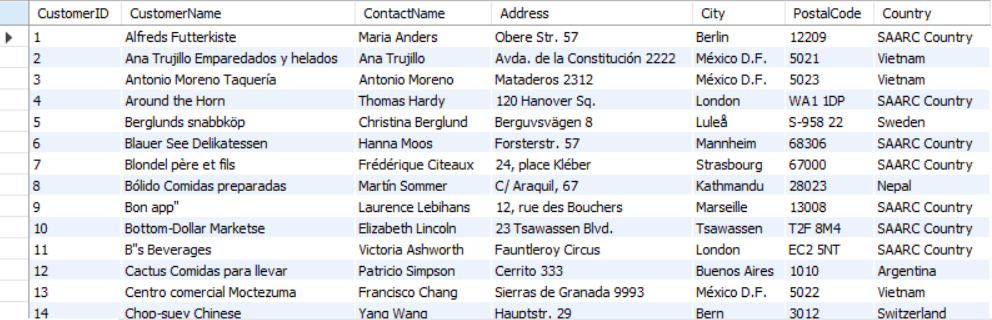 CustomerID CustomerName ContactName Address City PostalCode Country
1 Alfreds Futterkiste Maria Anders Obere Str. 57 Berlin 12209 SAARC Country
2 Ana Trujillo Emparedados y helados Ana Trujillo Avda. de la Constitución 2222 México D.F. 5021 Vietnam
3 Antonio Moreno Taquería Antonio Moreno Mataderos 2312 México D.F. 5023 Vietnam
4 Around the Horn Thomas Hardy 120 Hanover Sq. London WA1 1DP SAARC Country
5 Berglunds snabbköp Christina Berglund Berguvsvägen 8 Luleå S-958 22 Sweden
6 Blauer See Delikatessen Hanna Moos Forsterstr. 57 Mannheim 68306 SAARC Country
7 Blondel père et fils Frédérique Citeaux 24, place Kléber Strasbourg 67000 SAARC Country
8 Bólido Comidas preparadas Martín Sommer C/ Araquil, 67 Kathmandu 28023 Nepal
9 Bon app" Laurence Lebihans 12, rue des Bouchers Marseille 13008 SAARC Country
10 Bottom-Dollar Marketse Elizabeth Lincoln 23 Tsawassen Blvd. Tsawassen T2F 8M4 SAARC Country
11 B"s Beverages Victoria Ashworth Fauntleroy Circus London EC2 5NT SAARC Country
12 Cactus Comidas para llevar Patricio Simpson Cerrito 333 Buenos Aires 1010 Argentina
13 Centro comercial Moctezuma Francisco Chang Sierras de Granada 9993 México D.F. 5022 Vietnam
14 Chop-suey Chinese Yang Wang Hauptstr. 29 Bern 3012 Switzerland